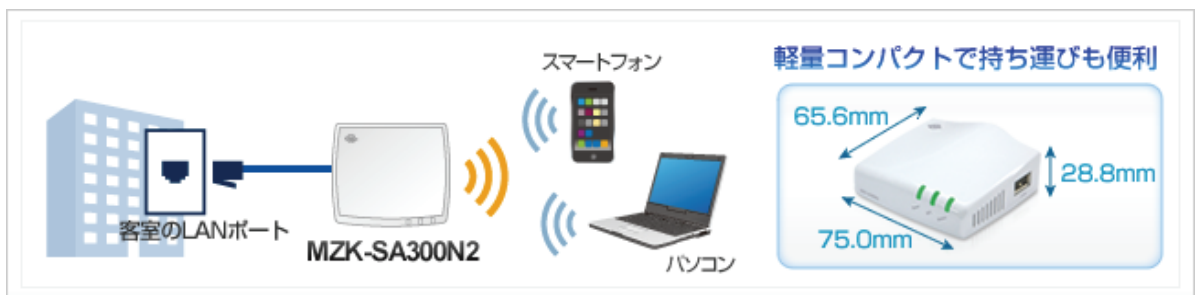 スマートフォン
客室のLANポート
MZK-SA300N2
パソコン
軽量コンパクトで持ち運びも便利
65.6mm
28.8mm
75.0mm